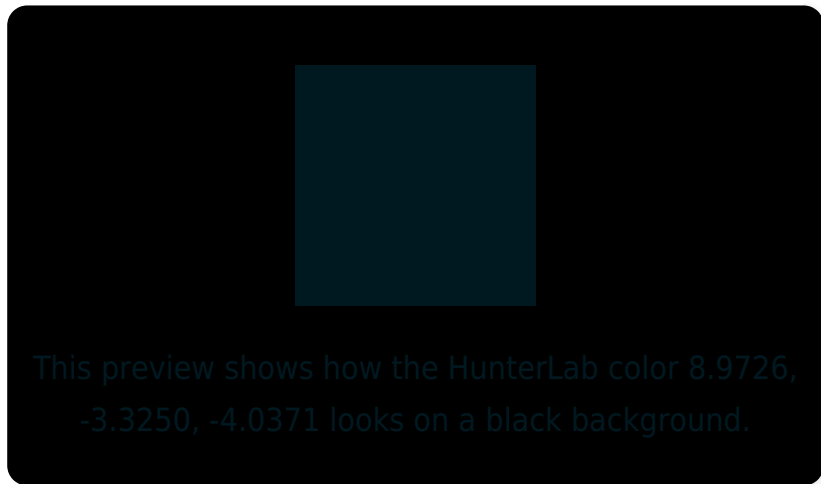 This preview shows how the HunterLab color 8.9726,
-3.3250, -4.0371 looks on a black background.